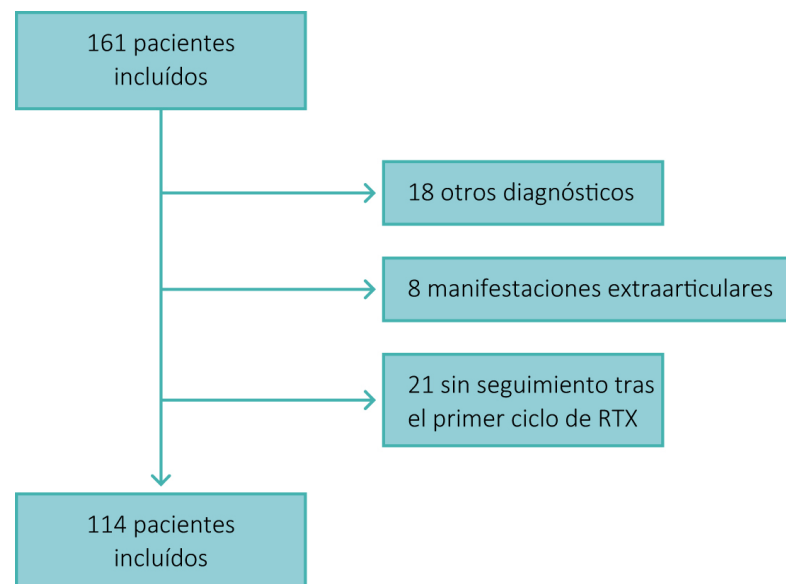 161 pacientes
incluídos
18 otros diagnósticos
8 manifestaciones extraarticulares
21 sin seguimiento tras
el primer ciclo de RTX
114 pacientes
incluídos